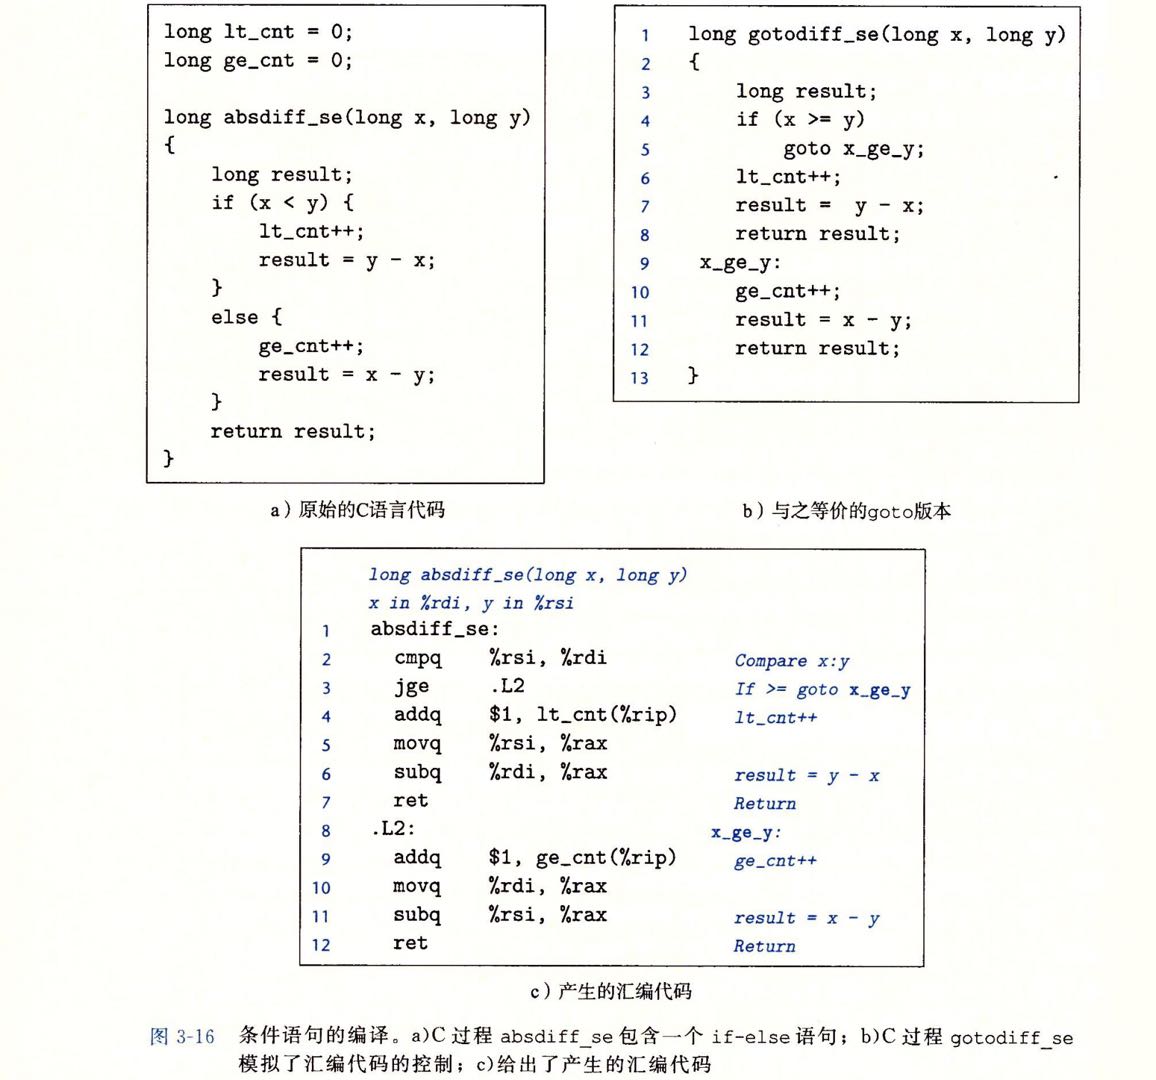 long lt_cnt = 0;
long ge_cnt = 0;
long absdiff_se(long x, long y)
{
    long result;
    if (x < y) {
        lt_cnt++;
        result = y - x;
    }
    else {
        ge_cnt++;
        result = x - y;
    }
    return result;
}
a）原始的C语言代码
1 long gotodiff_se(long x, long y)
2 {
3     long result;
4     if (x >= y)
5         goto x_ge_y;
6     lt_cnt++;
7     result =  y - x;
8     return result;
9  x_ge_y:
10     ge_cnt++;
11     result = x - y;
12     return result;
13 }
b）与之等价的goto版本
long absdiff_se(long x, long y)
x in %rdi, y in %rsi
1 absdiff_se:
2   cmpq    %rsi, %rdi    Compare x:y
3   jge     .L2    If >= goto x_ge_y
4   addq    $1, lt_cnt(%rip)    lt_cnt++
5   movq    %rsi, %rax
6   subq    %rdi, %rax    result = y - x
7   ret    Return
8 .L2:    x_ge_y:
9   addq    $1, ge_cnt(%rip)    ge_cnt++
10   movq    %rdi, %rax
11   subq    %rsi, %rax    result = x - y
12   ret    Return
c）产生的汇编代码
图 3-16 条件语句的编译。a)C 过程 absdiff_se 包含一个 if-else 语句；b)C 过程 gotodiff_se
模拟了汇编代码的控制；c)给出了产生的汇编代码